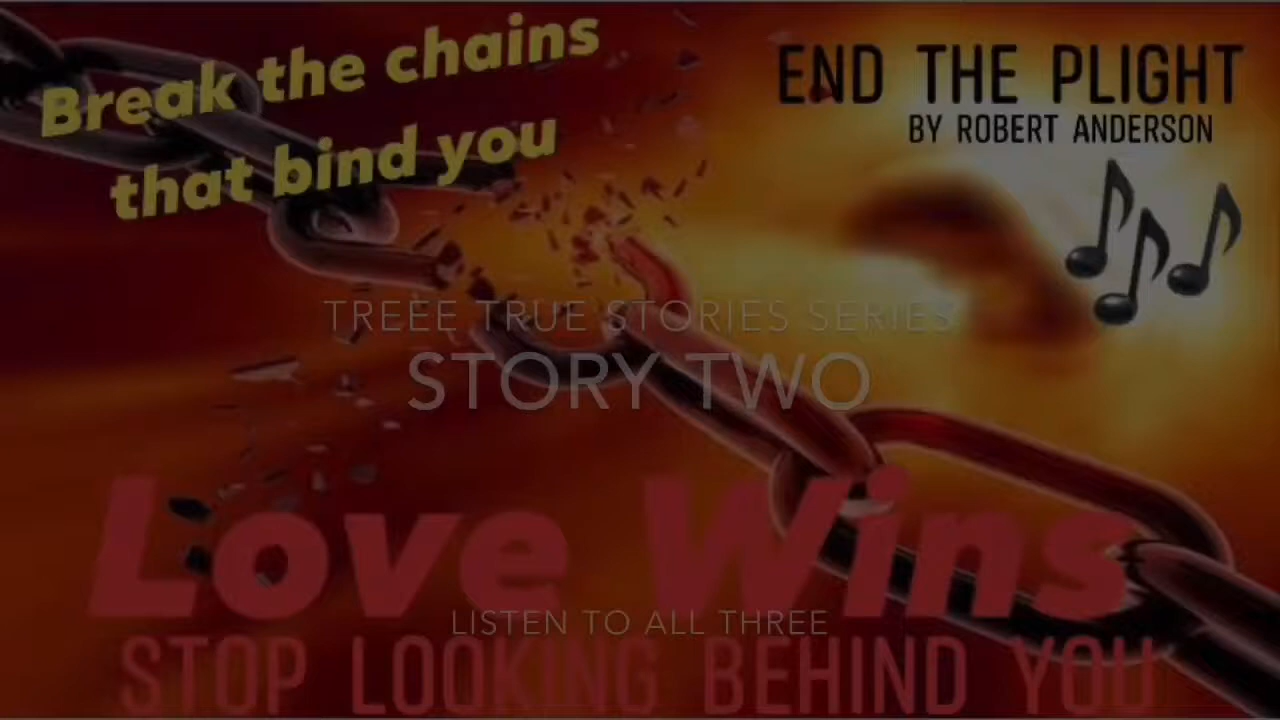 Break the chains
that bind you
END THE PLIGHT
BY ROBERT ANDERSON
TREEE TRUE STORIES SERIES
STORY TWO
Love Wins
LISTEN TO ALL THREE
STOP LOOKING BEHIND YOU